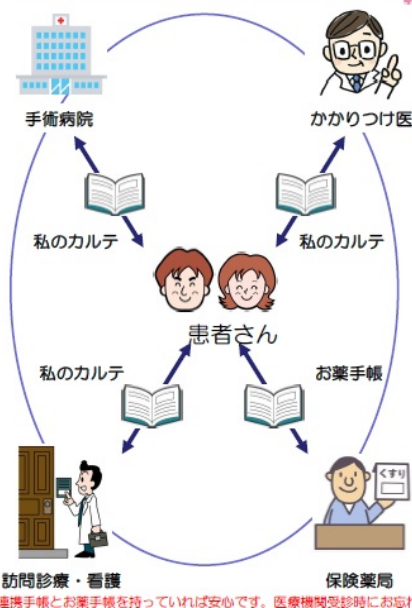 手術病院
かかりつけ医
私のカルテ
私のカルテ
患者さん
私のカルテ
お薬手帳
くすり
訪問診療・看護
保険薬局
連携手帳とお薬手帳を持っていれば安心です。医療機関受診時にお忘れ